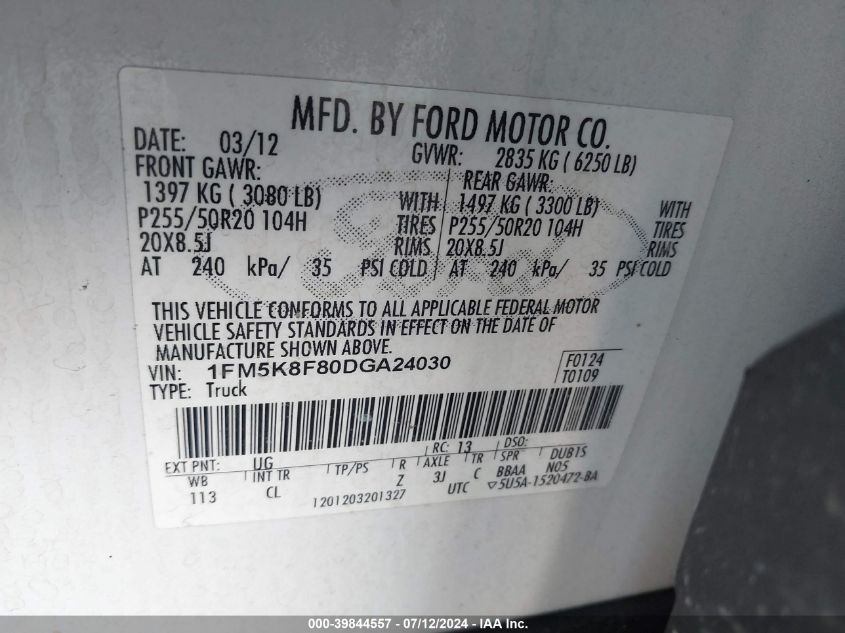 MFD. BY FORD MOTOR CO.
DATE: 03/12 GVWR: 2835 KG ( 6250 LB)
FRONT GAWR: REAR GAWR:
1397 KG ( 3080 LB) WITH 1497 KG ( 3300 LB) WITH
P255/50R20 104H TIRES P255/50R20 104H TIRES
20X8.5J RIMS 20X8.5J RIMS
AT 240 kPa/ 35 PSI COLD AT 240 kPa/ 35 PSI COLD
THIS VEHICLE CONFORMS TO ALL APPLICABLE FEDERAL MOTOR
VEHICLE SAFETY STANDARDS IN EFFECT ON THE DATE OF
MANUFACTURE SHOWN ABOVE.
VIN: 1FM5K8F80DGA24030 F0124
TYPE: Truck T0109
EXT PNT: UG RC: 13 DSO:
WB INT TR TP/PS R AXLE TR SPR DUB1S
113 CL Z 3J C BBAA N05
1201203201327 UTC ▽5U5A-1520472-BA
000-39844557 - 07/12/2024 - IAA Inc.